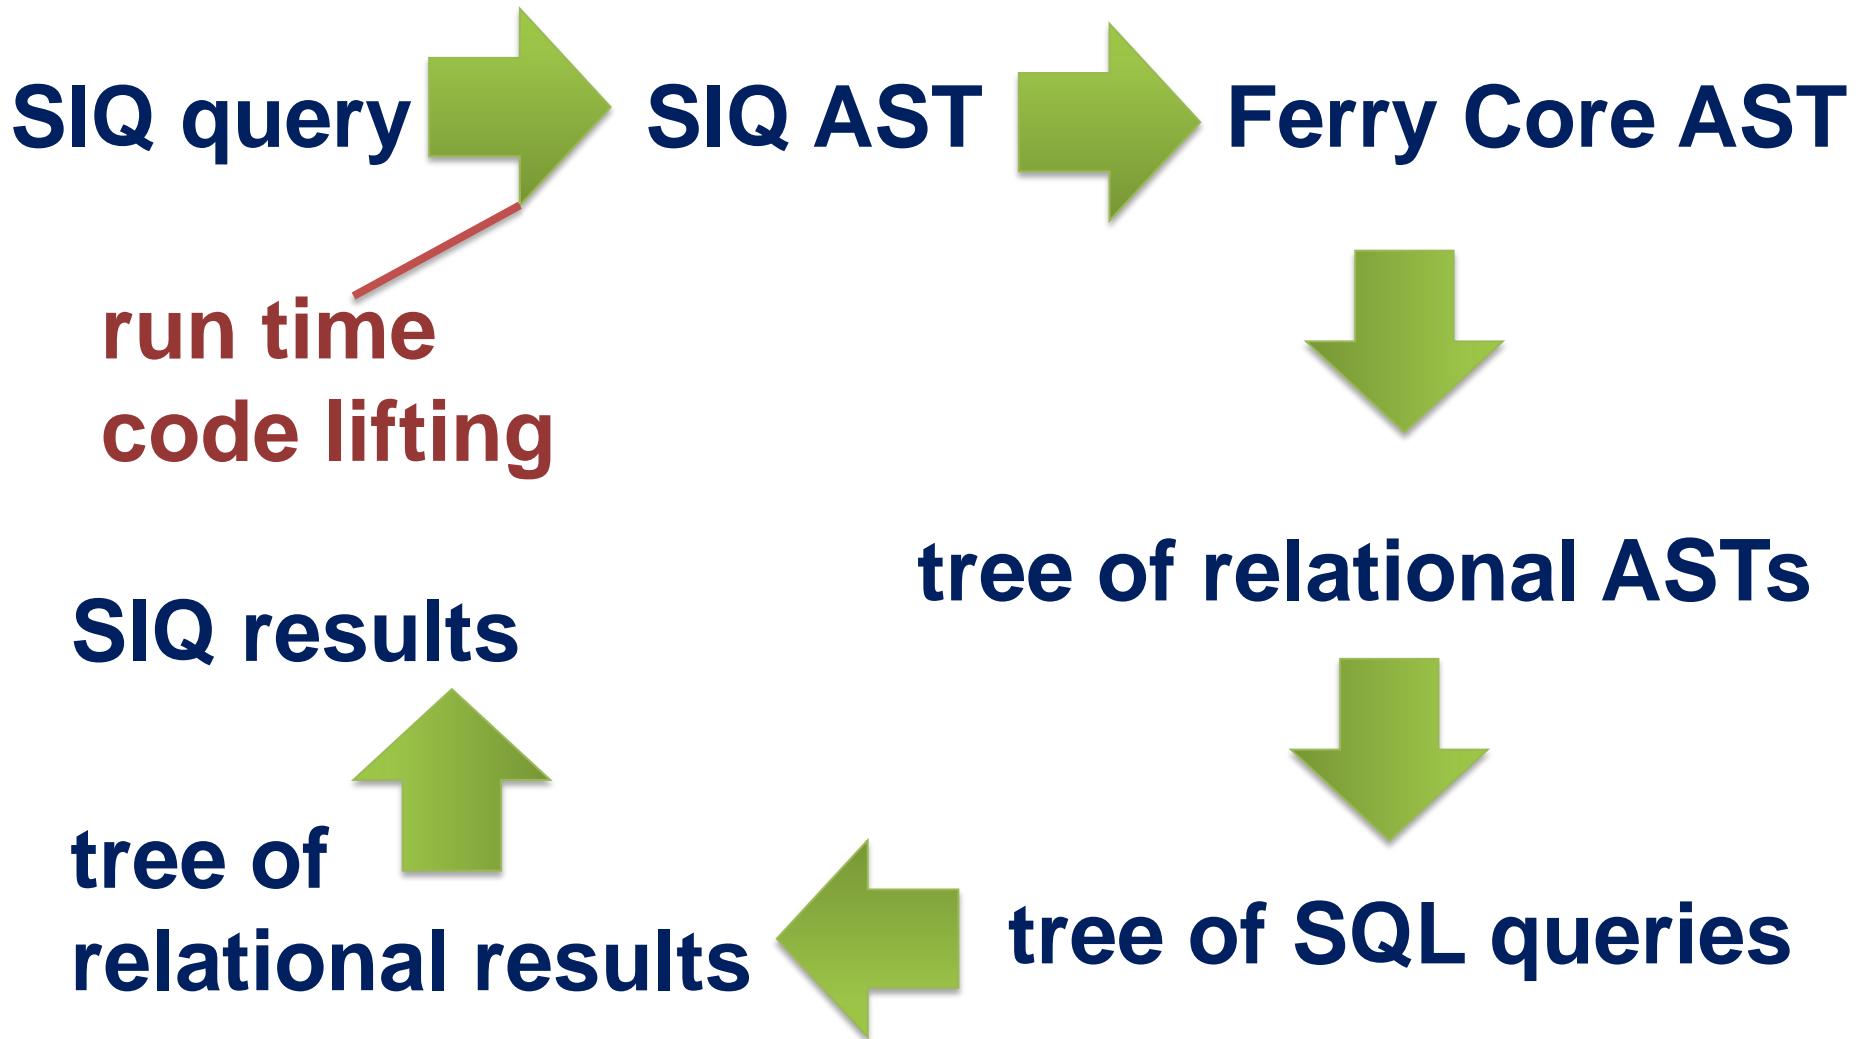 SIQ query
SIQ AST
Ferry Core AST
run time
code lifting
tree of relational ASTs
SIQ results
tree of
relational results
tree of SQL queries